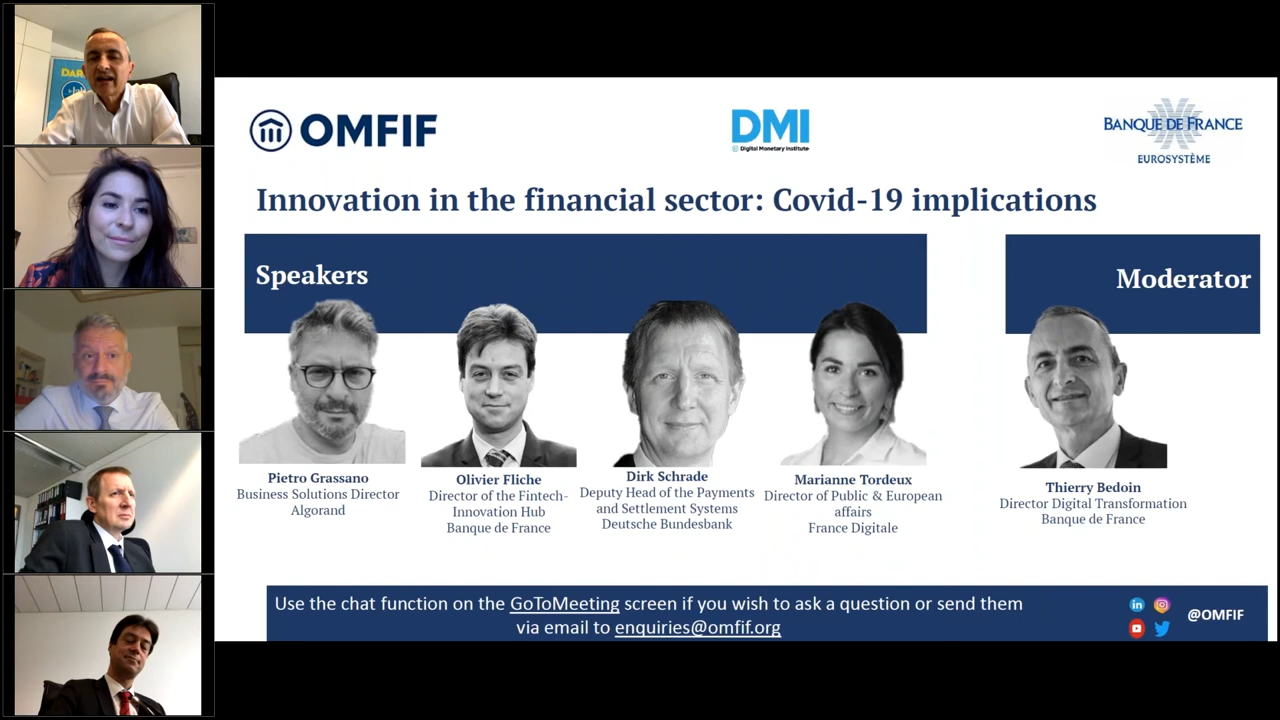 OMFIF
DMI
Digital Monetary Institute
BANQUE DE FRANCE
EUROSYSTÈME
Innovation in the financial sector: Covid-19 implications
Speakers
Moderator
Pietro Grassano
Business Solutions Director
Algorand
Olivier Fliche
Director of the Fintech-
Innovation Hub
Banque de France
Dirk Schrade
Deputy Head of the Payments
and Settlement Systems
Deutsche Bundesbank
Marianne Tordeux
Director of Public & European
affairs
France Digitale
Thierry Bedoin
Director Digital Transformation
Banque de France
Use the chat function on the GoToMeeting screen if you wish to ask a question or send them
via email to enquiries@omfif.org
@OMFIF